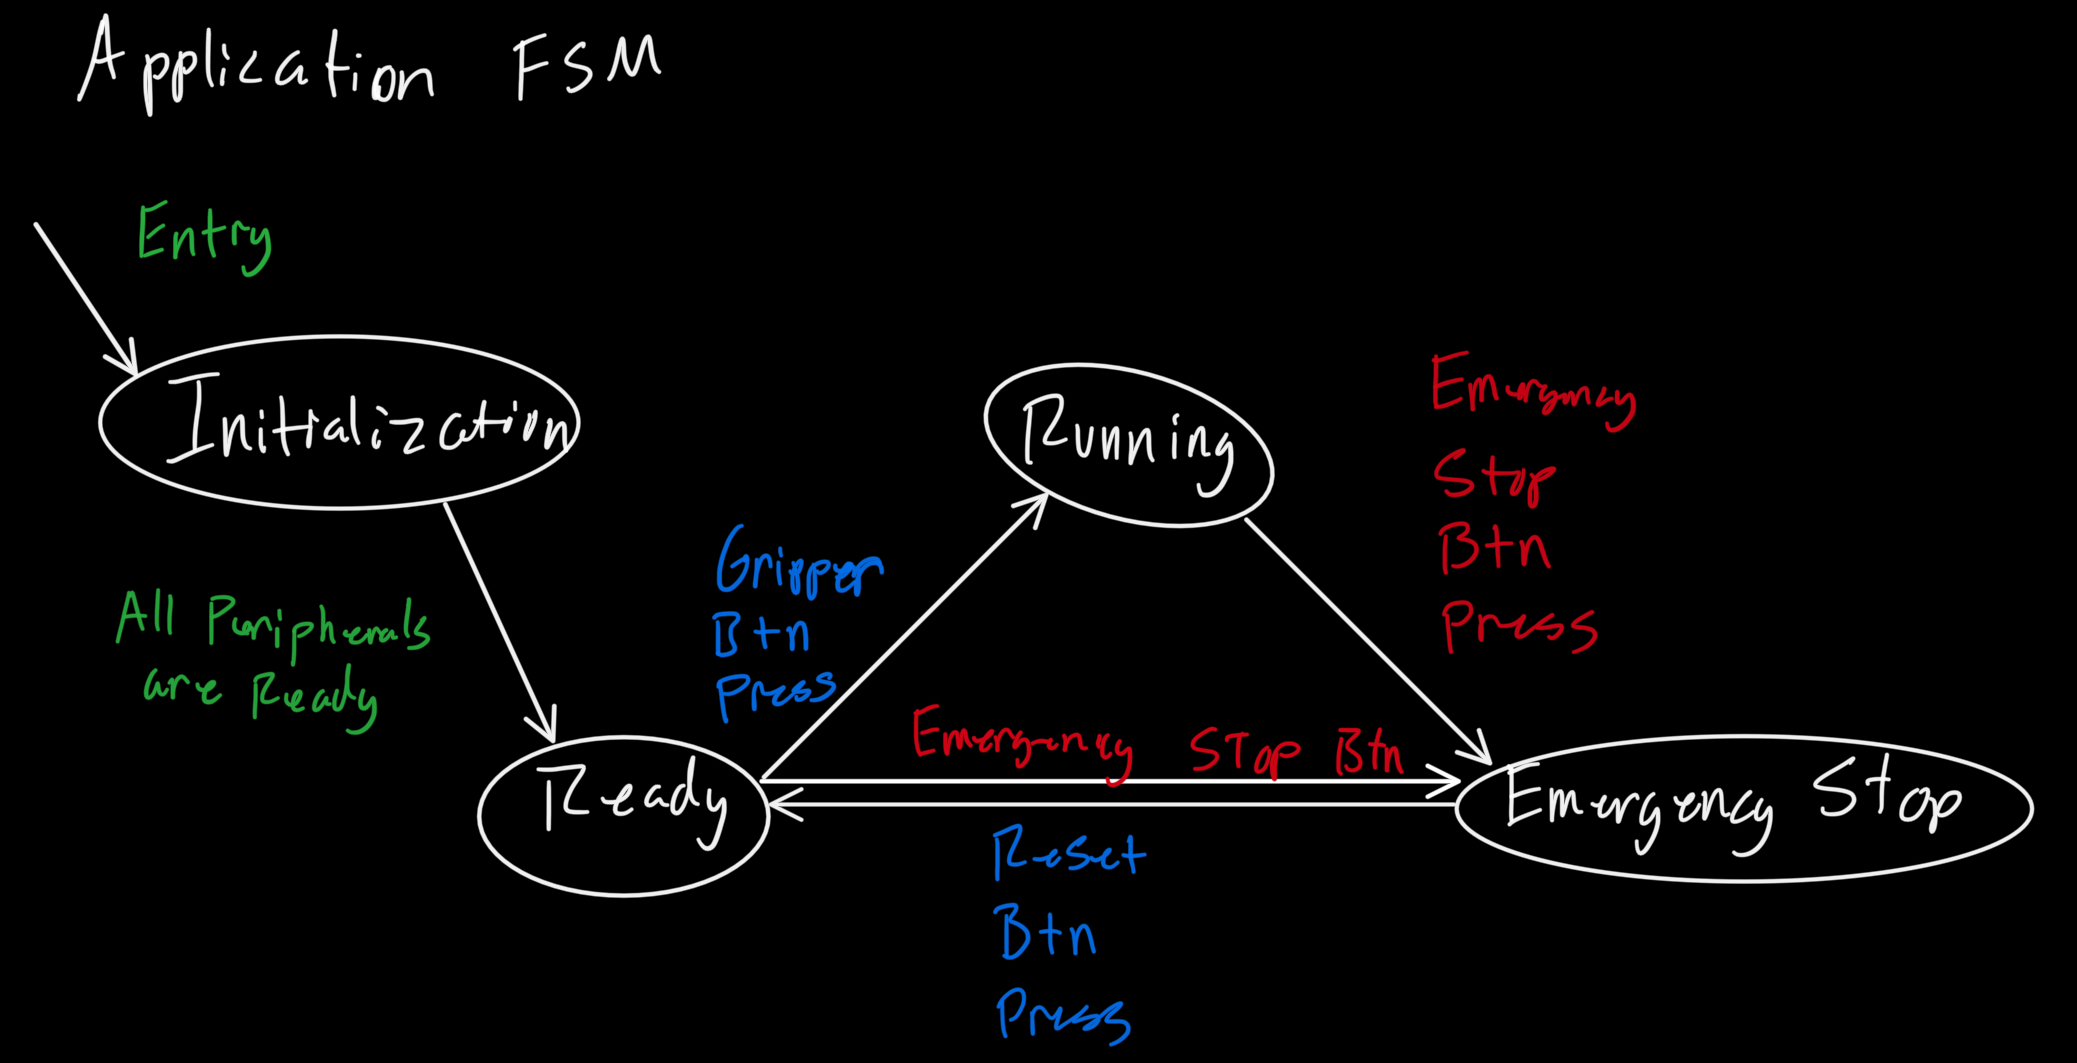 Application FSM
Entry
Initialization
Running
Emergency
Stop
Btn
Press
Gripper
Btn
Press
All Peripherals
are Ready
Emergency Stop Btn
Ready
Emergency Stop
Reset
Btn
Press